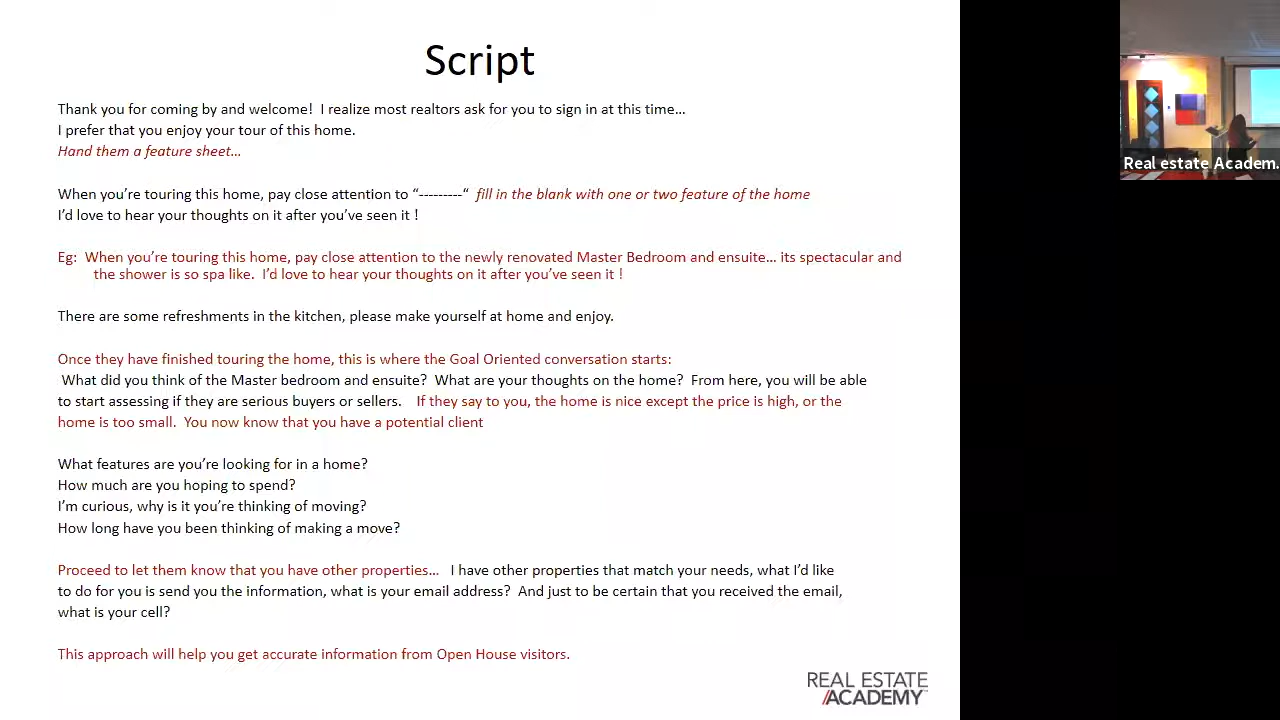 Script
Thank you for coming by and welcome!  I realize most realtors ask for you to sign in at this time…
I prefer that you enjoy your tour of this home.
Hand them a feature sheet…
When you’re touring this home, pay close attention to “---------“  fill in the blank with one or two feature of the home
I’d love to hear your thoughts on it after you’ve seen it !
Eg:  When you’re touring this home, pay close attention to the newly renovated Master Bedroom and ensuite… its spectacular and
the shower is so spa like.  I’d love to hear your thoughts on it after you’ve seen it !
There are some refreshments in the kitchen, please make yourself at home and enjoy.
Once they have finished touring the home, this is where the Goal Oriented conversation starts:
What did you think of the Master bedroom and ensuite?  What are your thoughts on the home?  From here, you will be able
to start assessing if they are serious buyers or sellers.   If they say to you, the home is nice except the price is high, or the
home is too small.  You now know that you have a potential client
What features are you’re looking for in a home?
How much are you hoping to spend?
I’m curious, why is it you’re thinking of moving?
How long have you been thinking of making a move?
Proceed to let them know that you have other properties…   I have other properties that match your needs, what I’d like
to do for you is send you the information, what is your email address?  And just to be certain that you received the email,
what is your cell?
This approach will help you get accurate information from Open House visitors.
REAL ESTATE
/ACADEMY™
Real estate Academ.